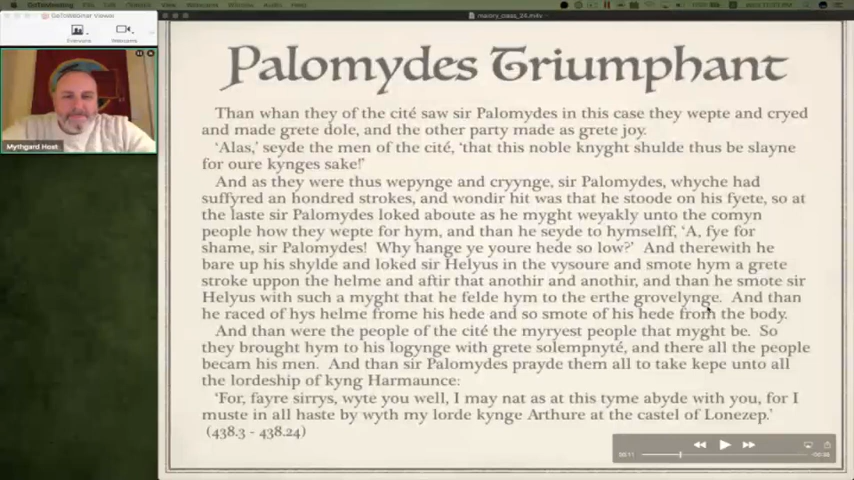 GoToWebinar Viewer
malory_class_24.m4v
Webcams
Mythgard Host
Palomydes Triumphant
Than whan they of the cité saw sir Palomydes in this case they wepte and cryed
and made grete dole, and the other party made as grete joy.
'Alas,' seyde the men of the cité, 'that this noble knyght shulde thus be slayne
for oure kynges sake!'
And as they were thus wepynge and cryynge, sir Palomydes, whyche had
suffyred an hondred strokes, and wondir hit was that he stoode on his fyete, so at
the laste sir Palomydes loked aboute as he myght weyakly unto the comyn
people how they wepte for hym, and than he seyde to hymselff, 'A, fye for
shame, sir Palomydes! Why hange ye youre hede so low?' And therewith he
bare up his shylde and loked sir Helyus in the vysoure and smote hym a grete
stroke uppon the helme and aftir that anothir and anothir, and than he smote sir
Helyus with such a myght that he felde hym to the erthe grovelynge. And than
he raced of hys helme frome his hede and so smote of his hede from the body.
And than were the people of the cité the myryest people that myght be. So
they brought hym to his logynge with grete solempnyté, and there all the people
becam his men. And than sir Palomydes prayde them all to take kepe unto all
the lordeship of kyng Harmaunce:
'For, fayre sirrys, wyte you well, I may nat as at this tyme abyde with you, for I
muste in all haste by wyth my lorde kynge Arthure at the castel of Lonezep.'
(438.3 - 438.24)
00:11